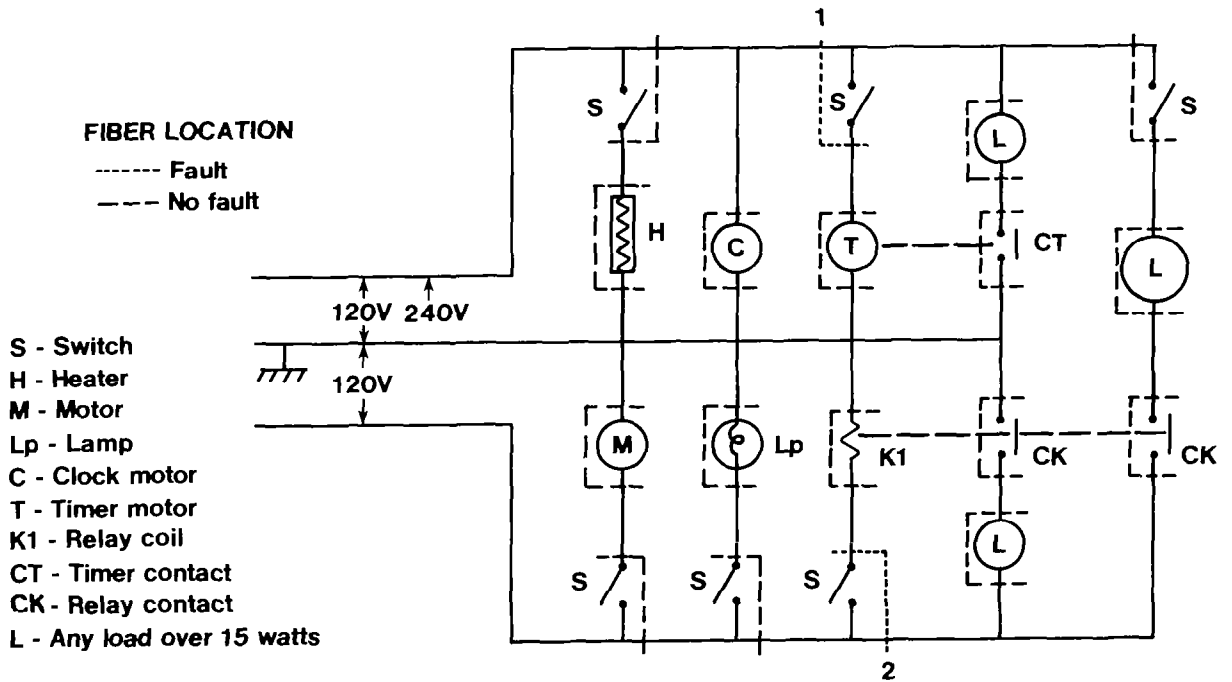 1
S
S
S
FIBER LOCATION
------- Fault
--- No fault
L
H
C
T
CT
L
120V 240V
S - Switch
H - Heater
120V
M - Motor
Lp - Lamp
M
Lp
K1
CK
CK
C - Clock motor
T - Timer motor
K1 - Relay coil
L
CT - Timer contact
S
S
S
CK - Relay contact
L - Any load over 15 watts
2